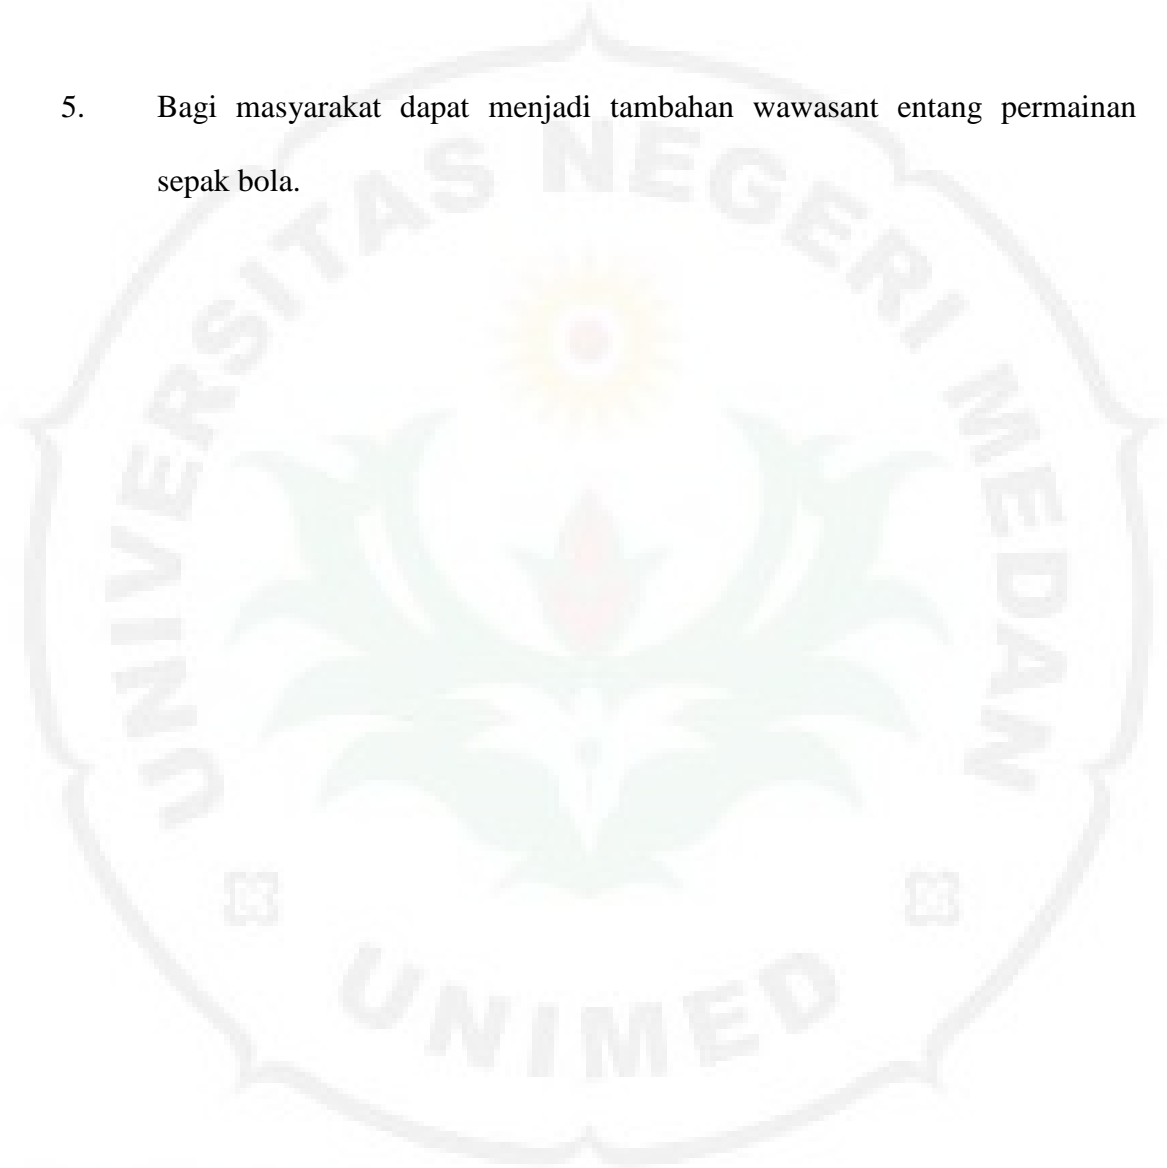 5. Bagi masyarakat dapat menjadi tambahan wawasant entang permainan
sepak bola.
UNIVERSITAS NEGERI MEDAN
UNIMED